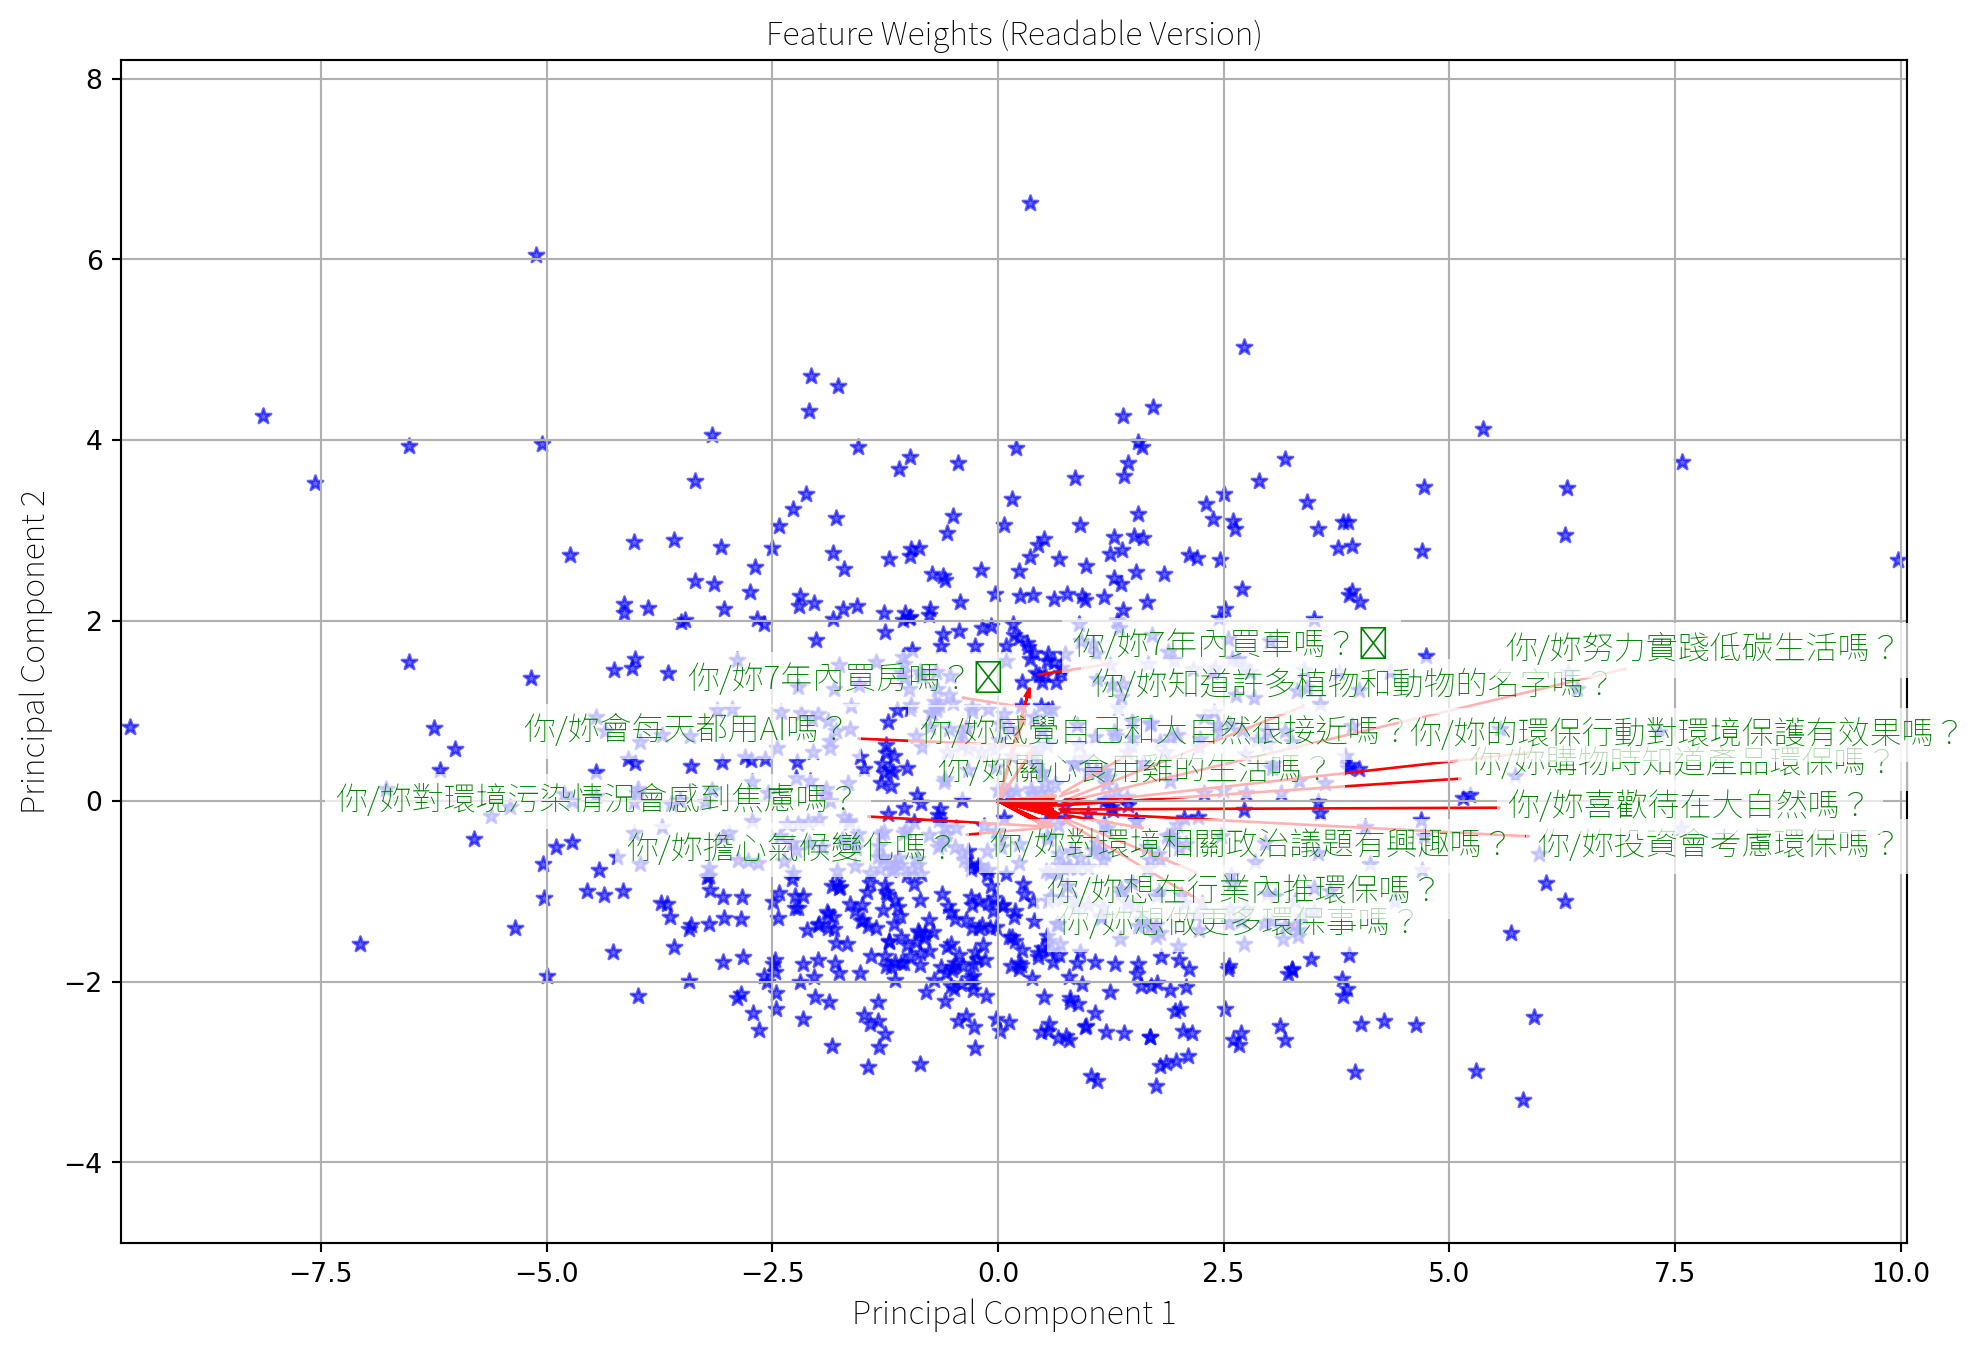 Feature Weights (Readable Version)
8
6
4
2
0
−2
−4
Principal Component 2
你/妳7年內買車嗎？
你/妳努力實踐低碳生活嗎？
你/妳7年內買房嗎？
你/妳知道許多植物和動物的名字嗎？
你/妳會每天都用AI嗎？
你/妳感覺自己和大自然很接近嗎？
你/妳的環保行動對環境保護有效果嗎？
你/妳關心食用雞的生活嗎？
你/妳購物時知道產品環保嗎？
你/妳對環境污染情況會感到焦慮嗎？
你/妳喜歡待在大自然嗎？
你/妳擔心氣候變化嗎？
你/妳對環境相關政治議題有興趣嗎？
你/妳投資會考慮環保嗎？
你/妳想在行業內推環保嗎？
你/妳想做更多環保事嗎？
−7.5
−5.0
−2.5
0.0
2.5
5.0
7.5
10.0
Principal Component 1